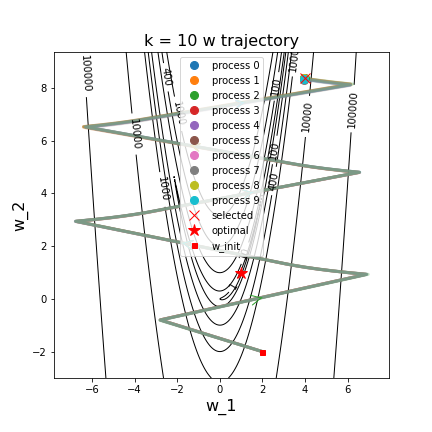 k = 10 w trajectory
100000
400
1000
process 0
process 1
process 2
process 3
process 4
process 5
process 6
process 7
process 8
process 9
selected
optimal
w_init
10000
1000
10000
100000
400
8
6
4
2
0
−2
w_2
−6
−4
−2
0
2
4
6
w_1